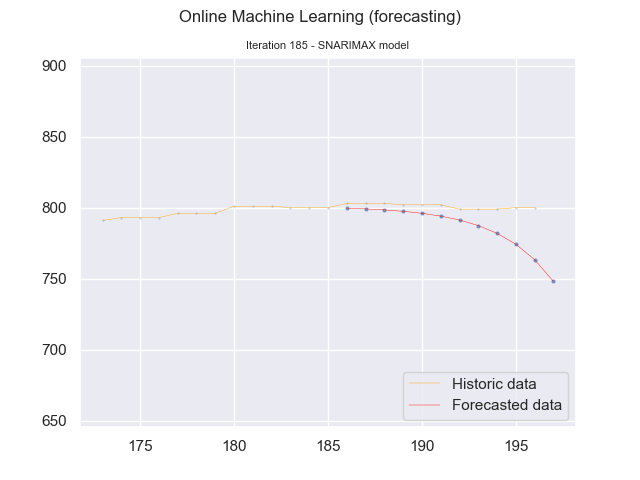 Online Machine Learning (forecasting)
Iteration 185 - SNARIMAX model
900
850
800
750
700
650
175 180 185 190 195
Historic data
Forecasted data